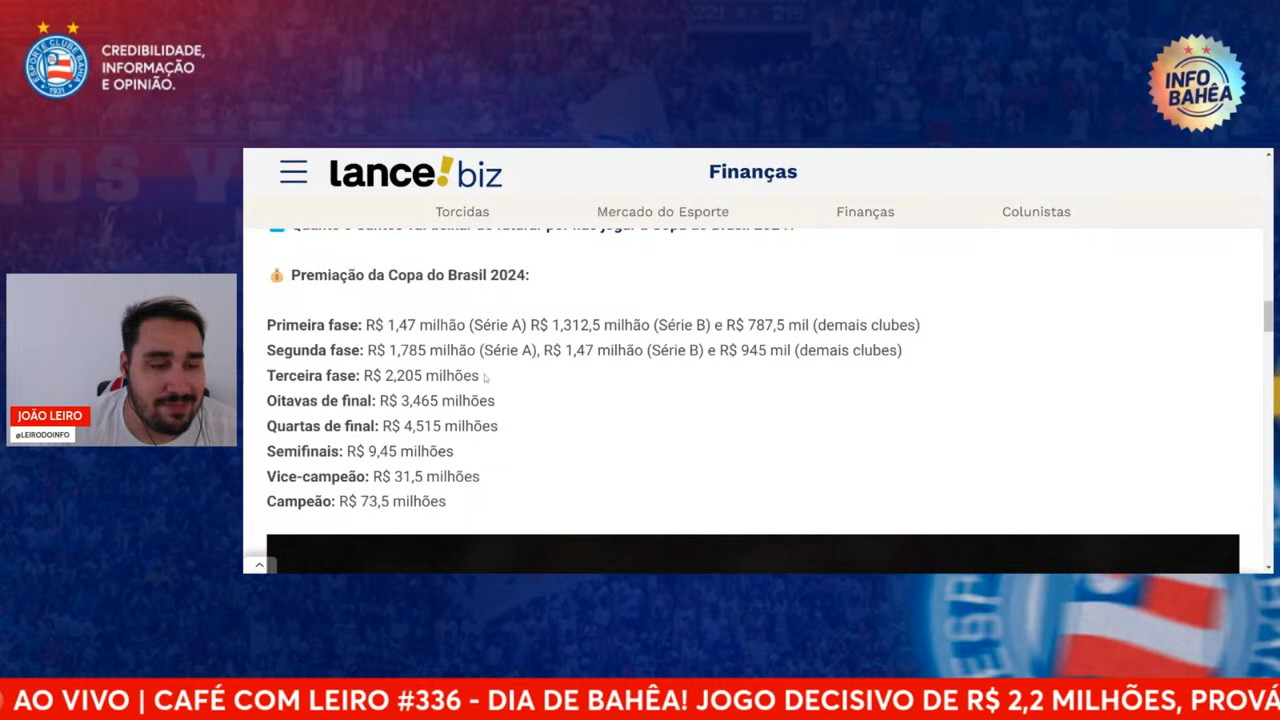 ESPORTE CLUBE BAHIA
1931
CREDIBILIDADE,
INFORMAÇÃO
E OPINIÃO.
INFO
BAHÊA
lance!biz
Finanças
Torcidas
Mercado do Esporte
Finanças
Colunistas
Premiação da Copa do Brasil 2024:
Primeira fase: R$ 1,47 milhão (Série A) R$ 1,312,5 milhão (Série B) e R$ 787,5 mil (demais clubes)
Segunda fase: R$ 1,785 milhão (Série A), R$ 1,47 milhão (Série B) e R$ 945 mil (demais clubes)
Terceira fase: R$ 2,205 milhões
Oitavas de final: R$ 3,465 milhões
Quartas de final: R$ 4,515 milhões
Semifinais: R$ 9,45 milhões
Vice-campeão: R$ 31,5 milhões
Campeão: R$ 73,5 milhões
JOÃO LEIRO
@LEIRODOINFO
AO VIVO | CAFÉ COM LEIRO #336 - DIA DE BAHÊA! JOGO DECISIVO DE R$ 2,2 MILHÕES, PROVÁ